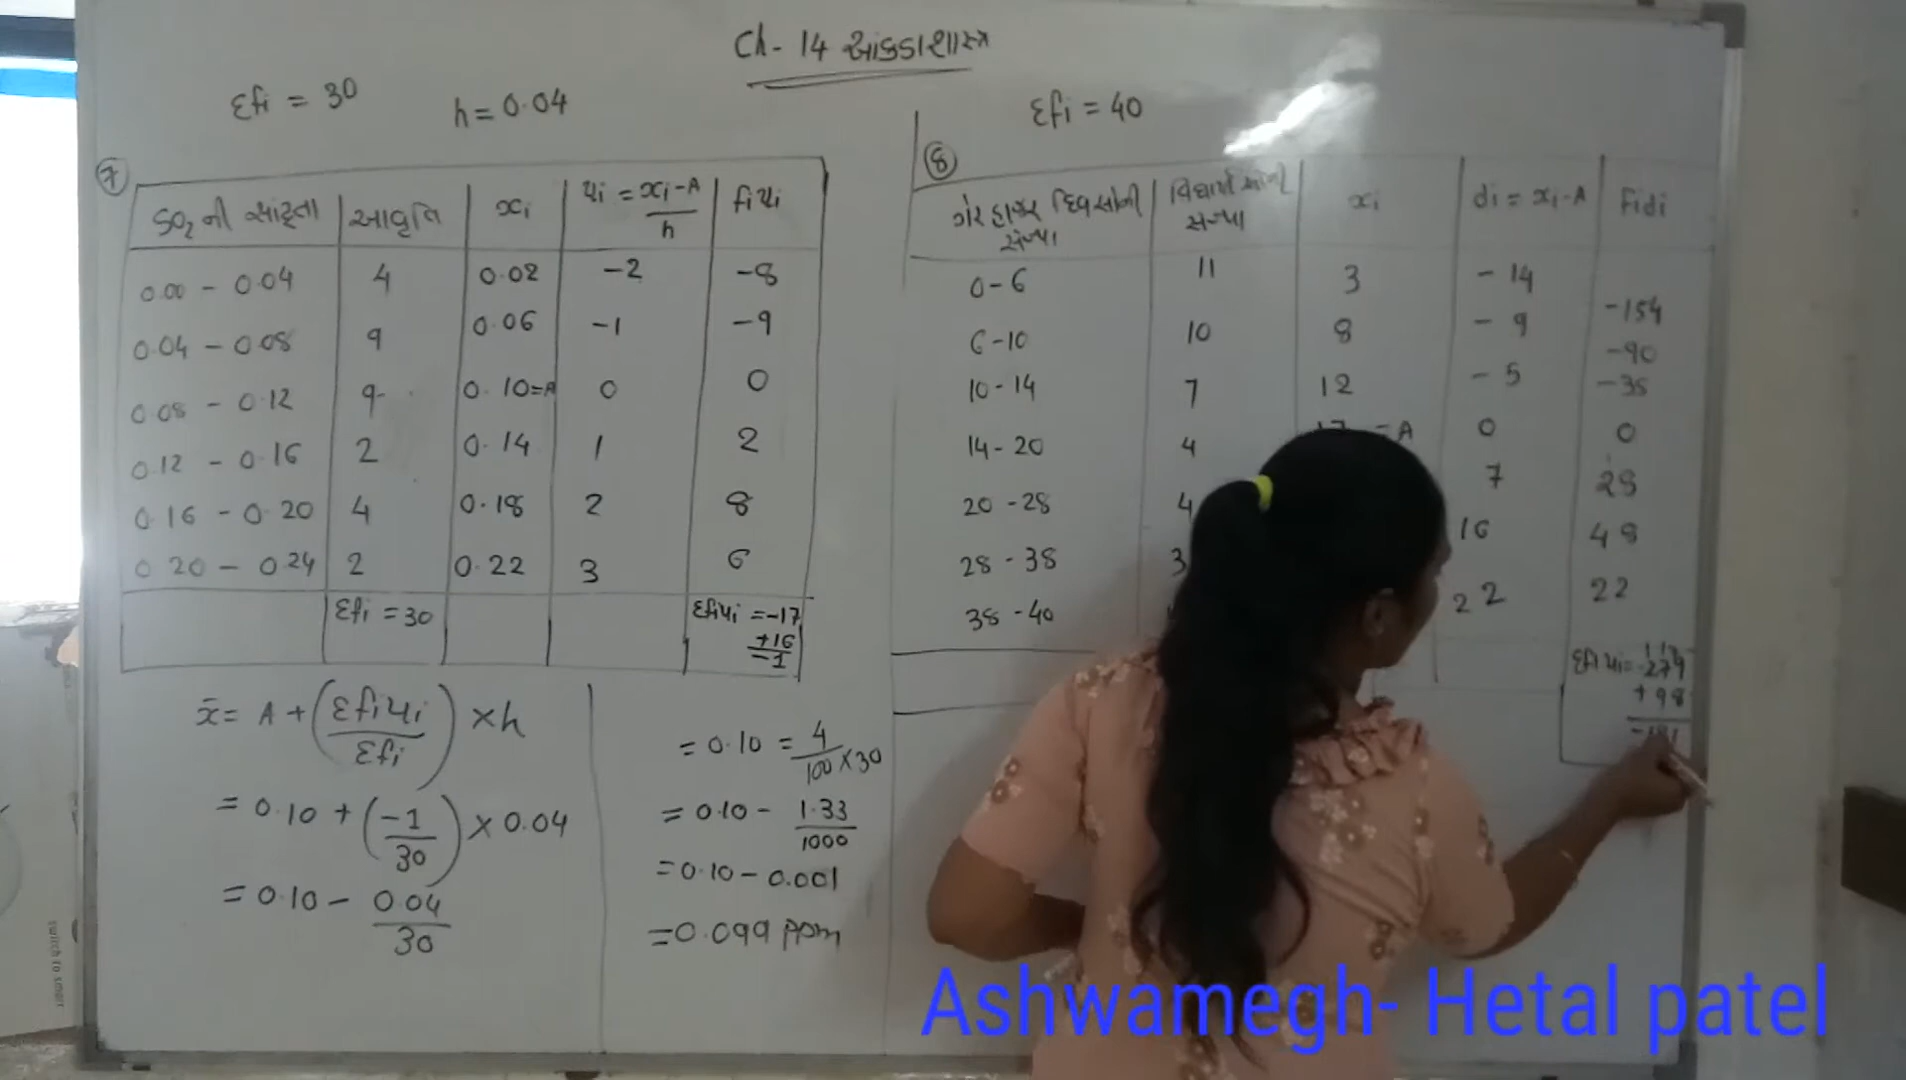 Ch - 14 આંકડાશાસ્ત્ર
Σfi = 30
h = 0.04
7
SO₂ ની સાંદ્રતા | આવૃત્તિ | xi | ui = xi - A / h | fiui
0.00 - 0.04 | 4 | 0.02 | -2 | -8
0.04 - 0.08 | 9 | 0.06 | -1 | -9
0.08 - 0.12 | 9 | 0.10=A | 0 | 0
0.12 - 0.16 | 2 | 0.14 | 1 | 2
0.16 - 0.20 | 4 | 0.18 | 2 | 8
0.20 - 0.24 | 2 | 0.22 | 3 | 6
Σfi = 30 | Σfiui = -17
+16
-1
x̄ = A + (Σfiui / Σfi) × h
= 0.10 + (-1 / 30) × 0.04
= 0.10 - 0.04 / 30
= 0.10 = 4 / 100 × 30
= 0.10 - 1.33 / 1000
= 0.10 - 0.001
= 0.099 ppm
Σfi = 40
8
ગેર હાજર દિવસોની સંખ્યા | વિદ્યાર્થીઓની સંખ્યા | xi | di = xi - A | fidi
0-6 | 11 | 3 | - 14 | -154
6-10 | 10 | 8 | - 9 | -90
10-14 | 7 | 12 | - 5 | -35
14-20 | 4 | = A | 0 | 0
20-28 | 4 | 7 | 28
28-38 | 3 | 16 | 48
38-40 | 22 | 22
Σfiui = -279
+ 98
-181
Ashwamegh- Hetal patel